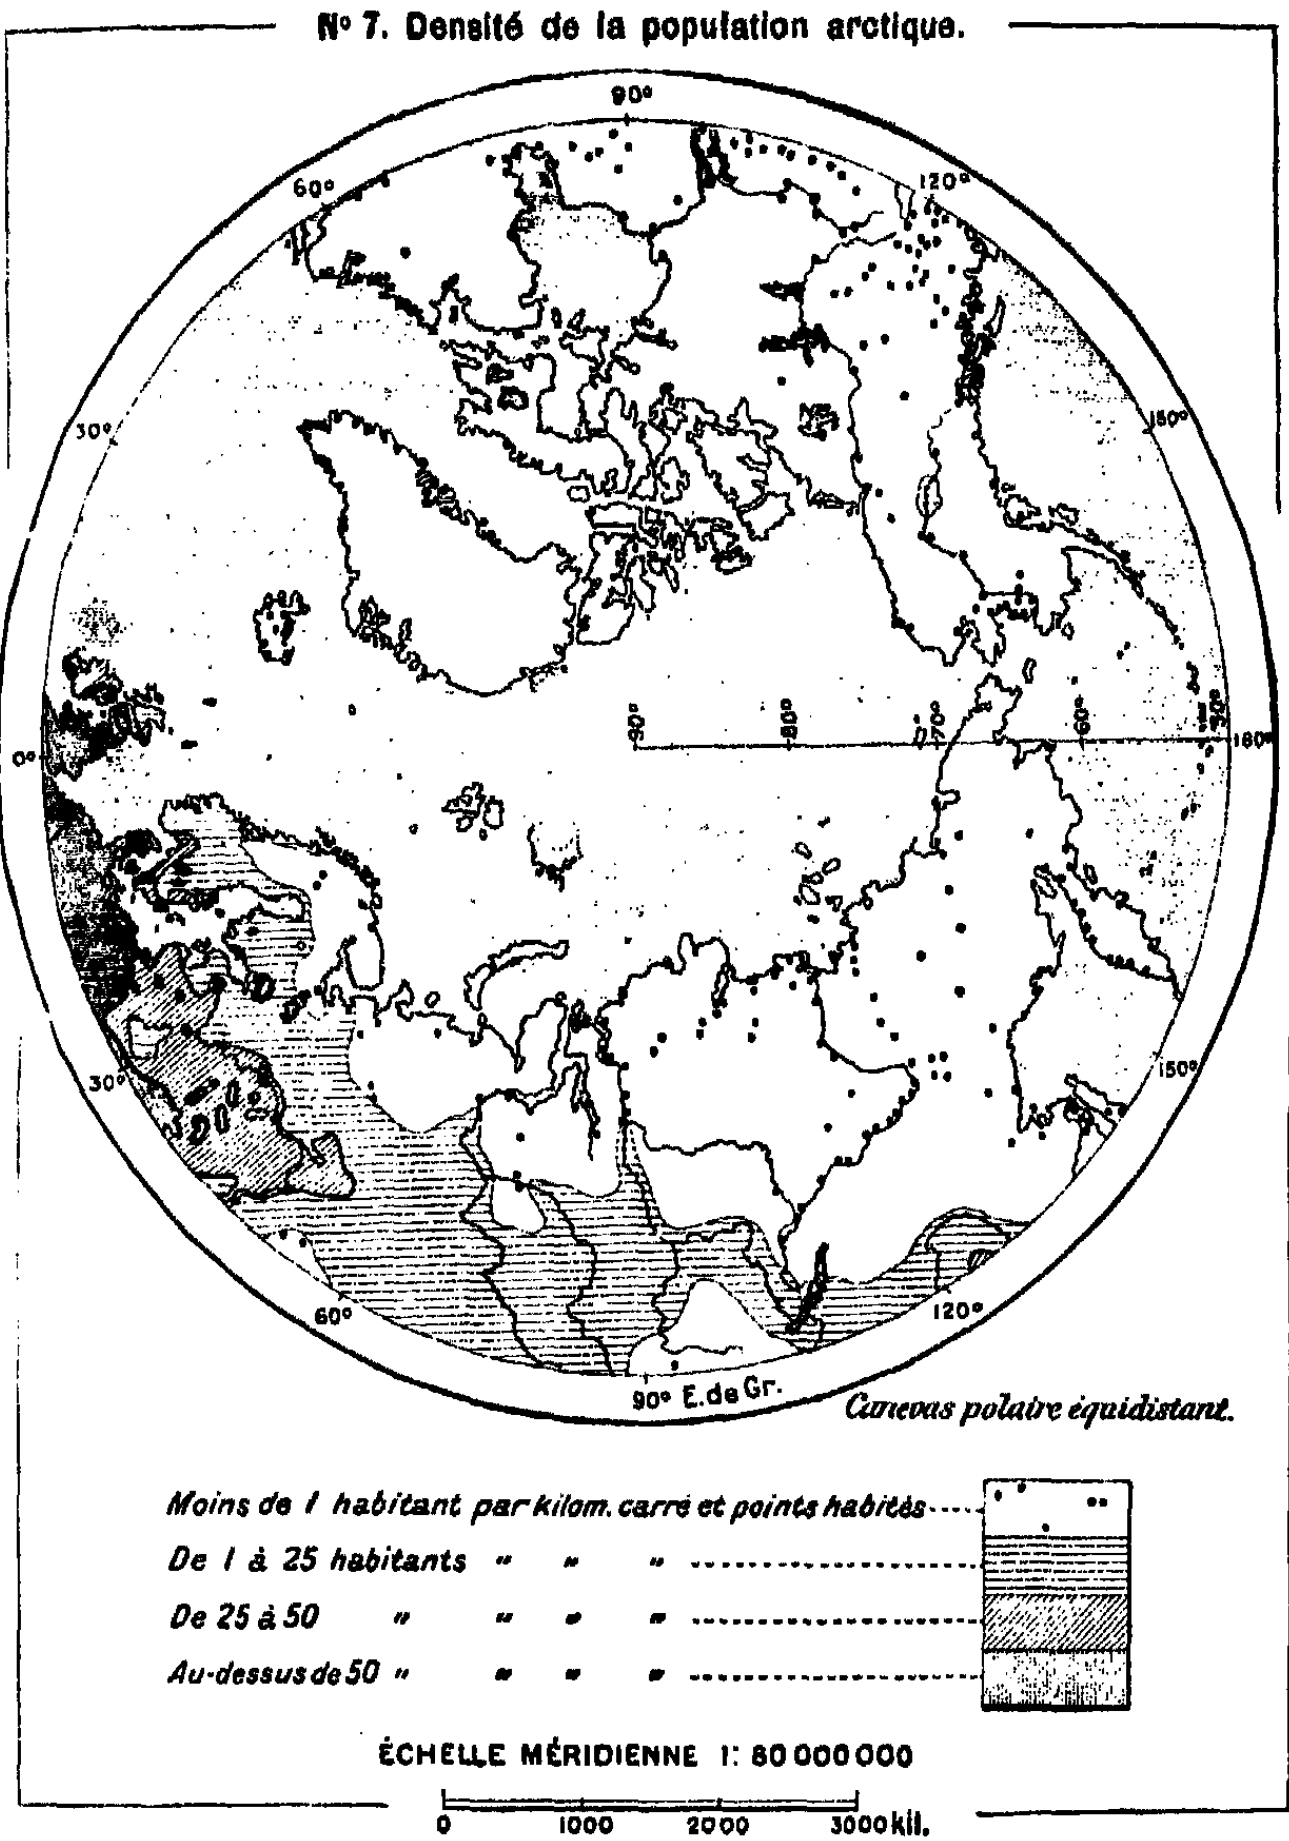 Nº 7. Densité de la population arctique.
90°
60°
120°
30°
150°
90°
80°
70°
60°
50°
0°
180°
30°
150°
60°
120°
90° E. de Gr.
Canevas polaire équidistant.
Moins de 1 habitant par kilom. carré et points habités
De 1 à 25 habitants " " "
De 25 à 50 " " " "
Au-dessus de 50 " " " "
ÉCHELLE MÉRIDIENNE 1: 80 000 000
0 1000 2000 3000 kil.